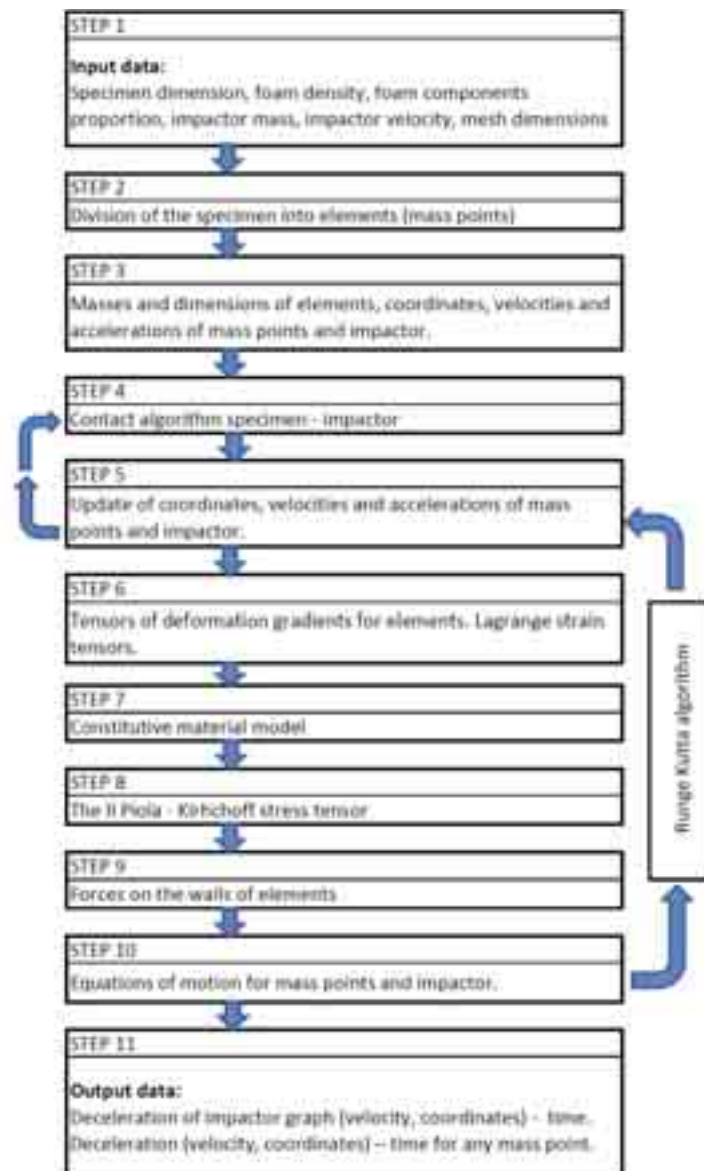 STEP 1
Input data:
Specimen dimension, foam density, foam components
proportion, impactor mass, impactor velocity, mesh dimensions
STEP 2
Division of the specimen into elements (mass points)
STEP 3
Masses and dimensions of elements, coordinates, velocities and
accelerations of mass points and impactor.
STEP 4
Contact algorithm specimen - impactor
STEP 5
Update of coordinates, velocities and accelerations of mass
points and impactor.
STEP 6
Tensors of deformation gradients for elements. Lagrange strain
tensors.
STEP 7
Constitutive material model
STEP 8
The II Piola - Kirhchoff stress tensor
STEP 9
Forces on the walls of elements
STEP 10
Equations of motion for mass points and impactor.
Runge Kutta algorithm
STEP 11
Output data:
Deceleration of impactor graph (velocity, coordinates) - time.
Deceleration (velocity, coordinates) – time for any mass point.